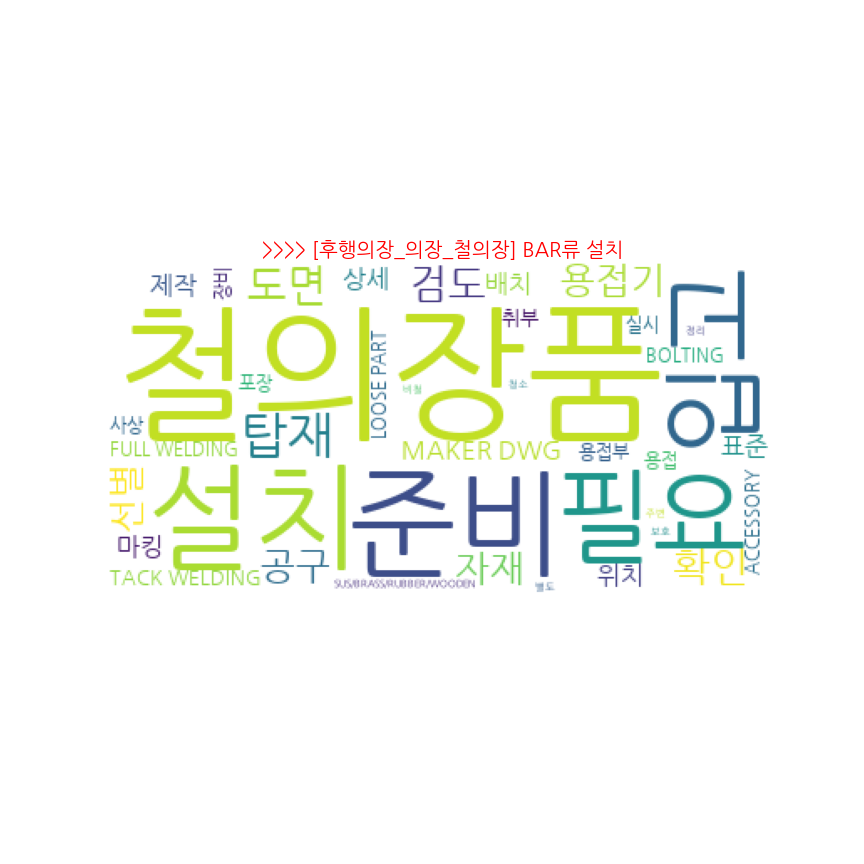 >>>> [후행의장_의장_철의장] BAR류 설치
제작
장비
도면
상세
검도
배치
용접기
취부
실시
정리
BOLTING
철의장품
포장
LOOSE PART
비철
청소
사상
FULL WELDING
탑재
MAKER DWG
용접부
용접
표준
선별
설치
준비
필요
주변
보호
ACCESSORY
마킹
공구
자재
위치
확인
TACK WELDING
SUS/BRASS/RUBBER/WOODEN
별도